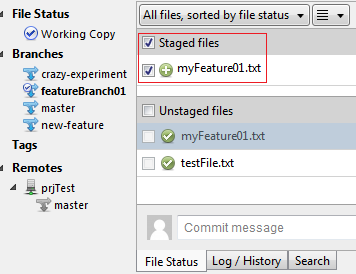 File Status
Working Copy
Branches
crazy-experiment
featureBranch01
master
new-feature
Tags
Remotes
prjTest
master
All files, sorted by file status
Staged files
myFeature01.txt
Unstaged files
myFeature01.txt
testFile.txt
Commit message
File Status
Log / History
Search